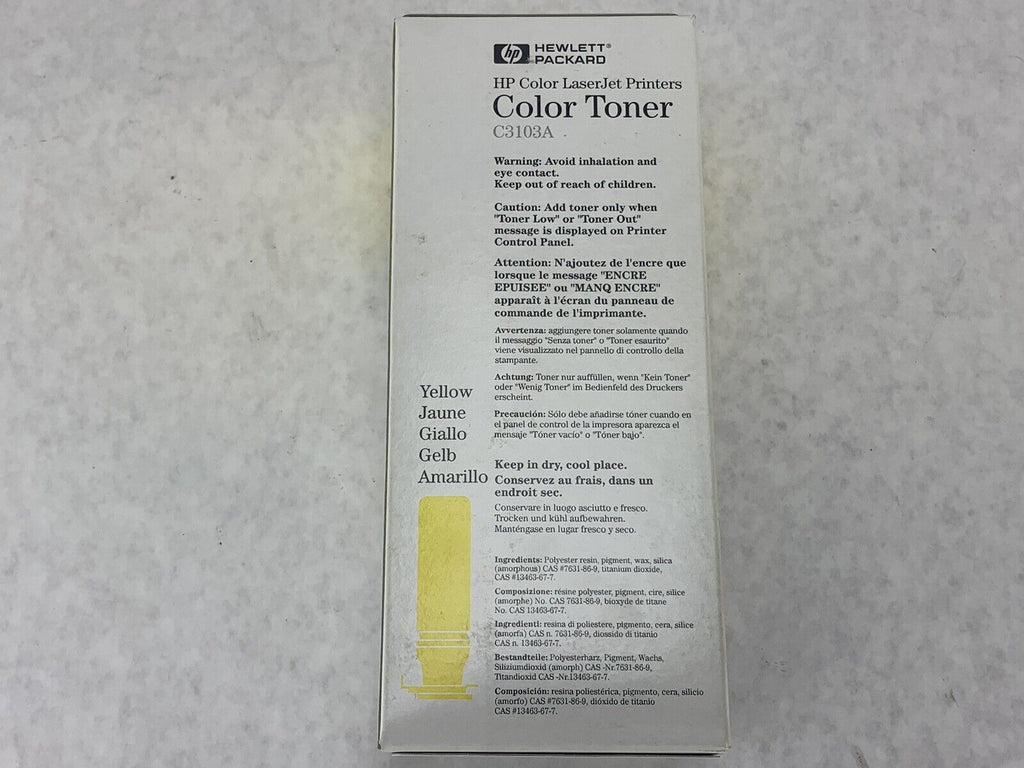 hp HEWLETT®
PACKARD
HP Color LaserJet Printers
Color Toner
C3103A
Warning: Avoid inhalation and
eye contact.
Keep out of reach of children.
Caution: Add toner only when
"Toner Low" or "Toner Out"
message is displayed on Printer
Control Panel.
Attention: N'ajoutez de l'encre que
lorsque le message "ENCRE
EPUISEE" ou "MANQ ENCRE"
apparaît à l'écran du panneau de
commande de l'imprimante.
Avvertenza: aggiungere toner solamente quando
il messaggio "Senza toner" o "Toner esaurito"
viene visualizzato nel pannello di controllo della
stampante.
Achtung: Toner nur auffüllen, wenn "Kein Toner"
oder "Wenig Toner" im Bedienfeld des Druckers
erscheint.
Precaución: Sólo debe añadirse tóner cuando en
el panel de control de la impresora aparezca el
mensaje "Tóner vacío" o "Tóner bajo".
Yellow
Jaune
Giallo
Gelb
Amarillo
Keep in dry, cool place.
Conservez au frais, dans un
endroit sec.
Conservare in luogo asciutto e fresco.
Trocken und kühl aufbewahren.
Manténgase en lugar fresco y seco.
Ingredients: Polyester resin, pigment, wax, silica
(amorphous) CAS #7631-86-9, titanium dioxide,
CAS #13463-67-7.
Composizione: résine polyester, pigment, cire, silice
(amorphe) No. CAS 7631-86-9, bioxyde de titane
No. CAS 13463-67-7.
Ingredienti: resina di poliestere, pigmento, cera, silice
(amorfa) CAS n. 7631-86-9, diossido di titanio
CAS n. 13463-67-7.
Bestandteile: Polyesterharz, Pigment, Wachs,
Siliziumdioxid (amorph) CAS -Nr.7631-86-9,
Titandioxid CAS -Nr.13463-67-7.
Composición: resina poliestérica, pigmento, cera, silicio
(amorfo) CAS #7631-86-9, dióxido de titanio
CAS #13463-67-7.